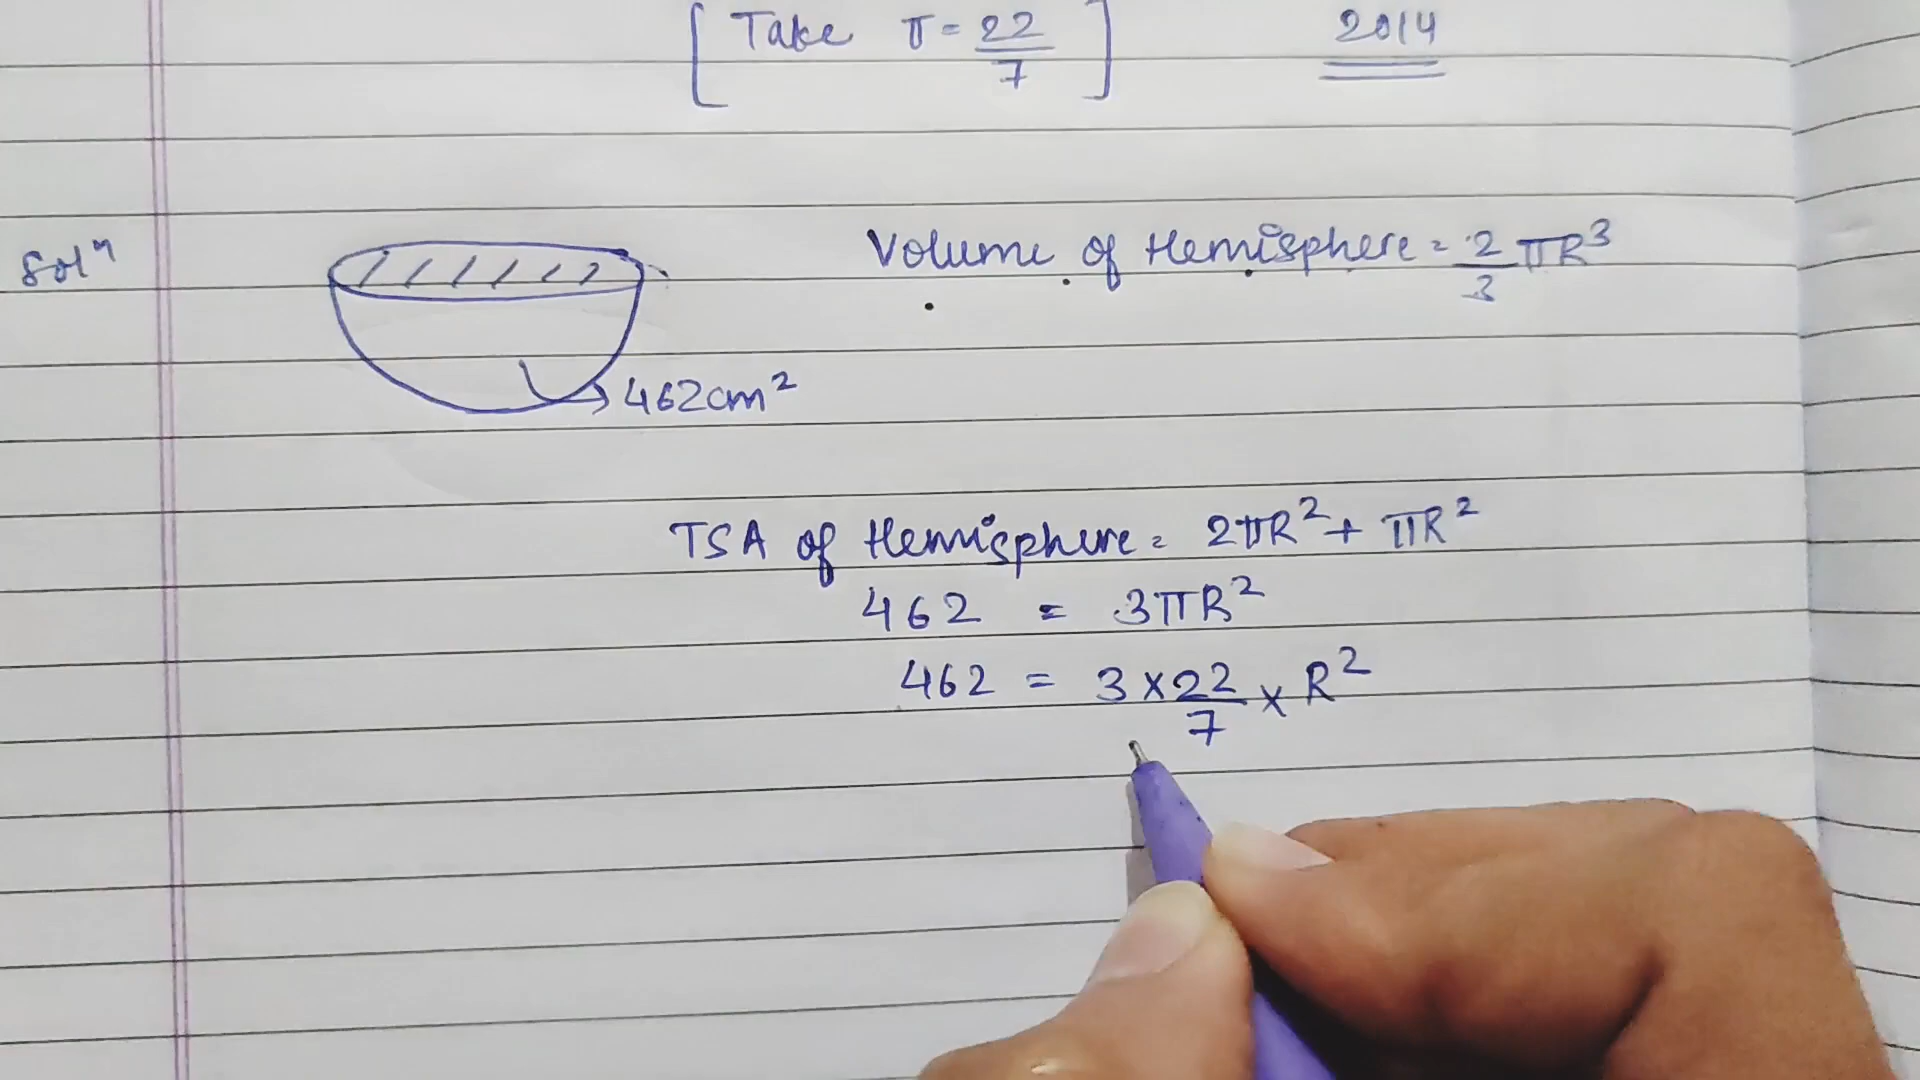 [Take π = 22/7] 2014
Solⁿ
Volume of Hemisphere = 2/3 πR³
462cm²
TSA of Hemisphere = 2πR² + πR²
462 = 3πR²
462 = 3 × 22/7 × R²